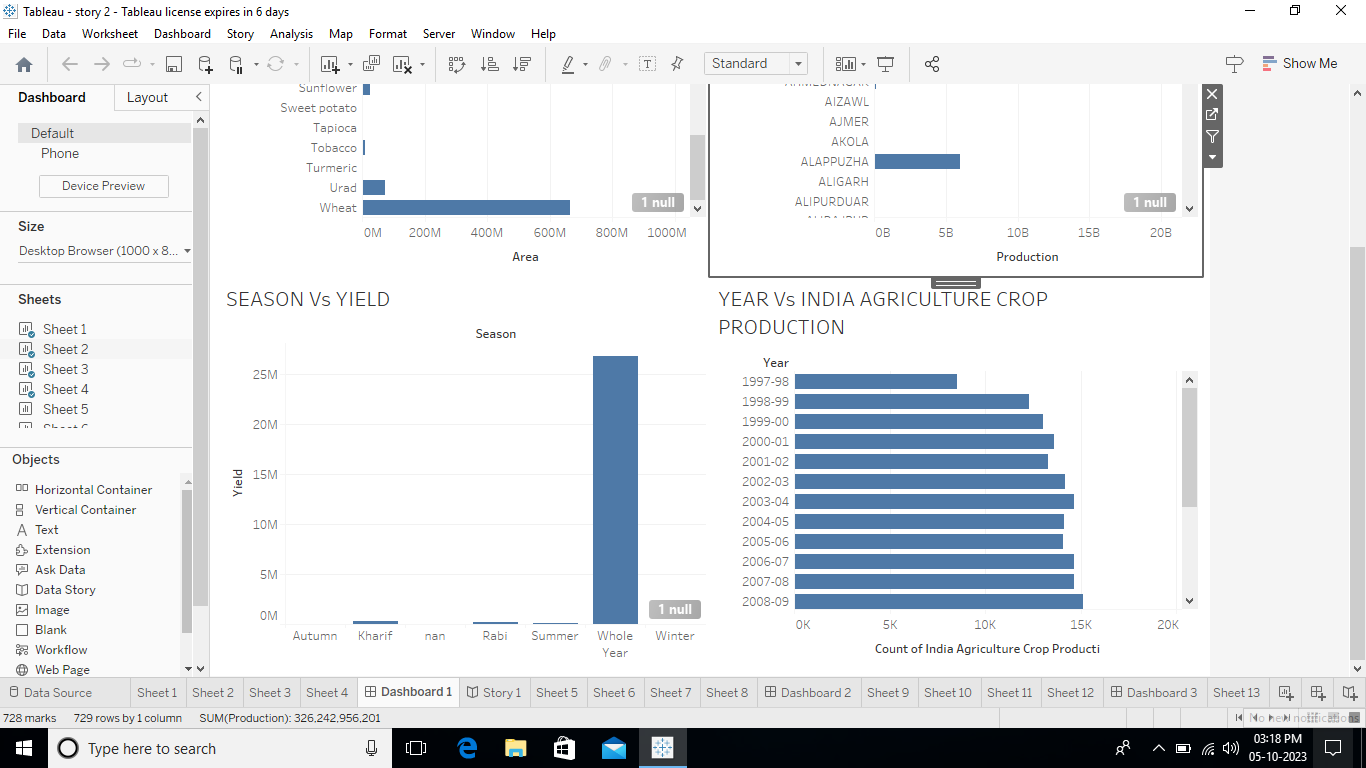 Tableau - story 2 - Tableau license expires in 6 days
File Data Worksheet Dashboard Story Analysis Map Format Server Window Help
Standard
Show Me
Dashboard Layout
Default
Phone
Device Preview
Size
Desktop Browser (1000 x 8...
Sheets
Sheet 1
Sheet 2
Sheet 3
Sheet 4
Sheet 5
Objects
Horizontal Container
Vertical Container
Text
Extension
Ask Data
Data Story
Image
Blank
Workflow
Web Page
Sunflower
Sweet potato
Tapioca
Tobacco
Turmeric
Urad
Wheat
1 null
0M 200M 400M 600M 800M 1000M
Area
AHMEDNAGAR
AIZAWL
AJMER
AKOLA
ALAPPUZHA
ALIGARH
ALIPURDUAR
1 null
0B 5B 10B 15B 20B
Production
SEASON Vs YIELD
Season
25M
20M
15M
10M
5M
0M
Yield
1 null
Autumn Kharif nan Rabi Summer Whole Winter
Year
YEAR Vs INDIA AGRICULTURE CROP
PRODUCTION
Year
1997-98
1998-99
1999-00
2000-01
2001-02
2002-03
2003-04
2004-05
2005-06
2006-07
2007-08
2008-09
0K 5K 10K 15K 20K
Count of India Agriculture Crop Producti
Data Source Sheet 1 Sheet 2 Sheet 3 Sheet 4 Dashboard 1 Story 1 Sheet 5 Sheet 6 Sheet 7 Sheet 8 Dashboard 2 Sheet 9 Sheet 10 Sheet 11 Sheet 12 Dashboard 3 Sheet 13
728 marks 729 rows by 1 column SUM(Production): 326,242,956,201
No new notifications
Type here to search
03:18 PM
05-10-2023